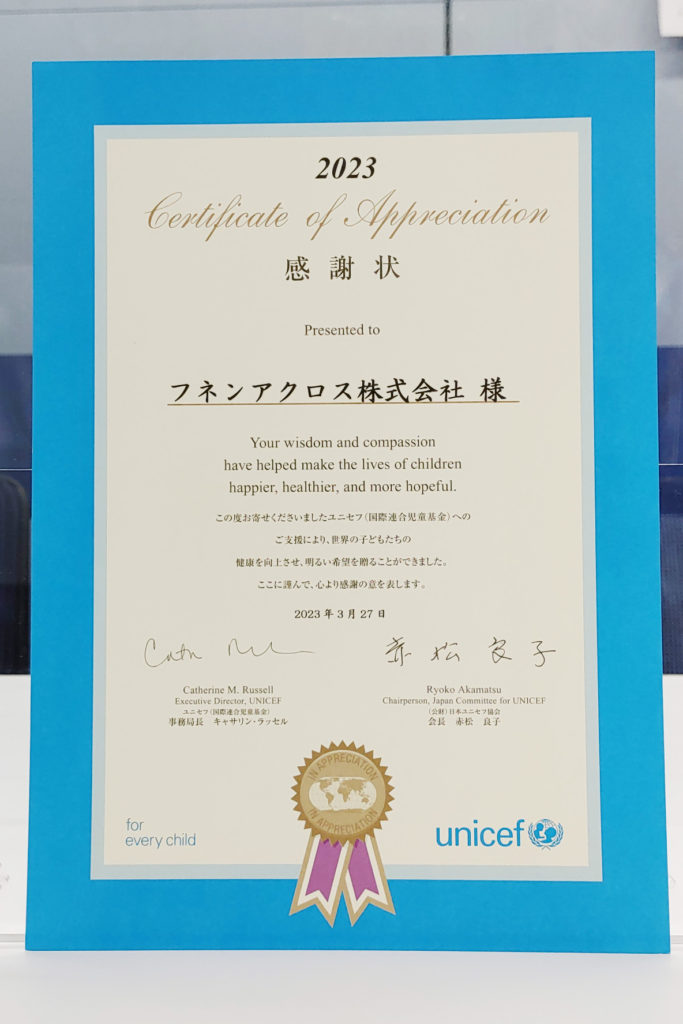 2023
Certificate of Appreciation
感謝状
Presented to
フネンアクロス株式会社 様
Your wisdom and compassion
have helped make the lives of children
happier, healthier, and more hopeful.
この度お寄せくださいましたユニセフ(国際連合児童基金)への
ご支援により、世界の子どもたちの
健康を向上させ、明るい希望を贈ることができました。
ここに謹んで、心より感謝の意を表します。
2023年3月27日
赤松良子
Catherine M. Russell
Executive Director, UNICEF
ユニセフ(国際連合児童基金)
事務局長 キャサリン・ラッセル
Ryoko Akamatsu
Chairperson, Japan Committee for UNICEF
(公財)日本ユニセフ協会
会長 赤松 良子
IN APPRECIATION
IN APPRECIATION
for
every child
unicef